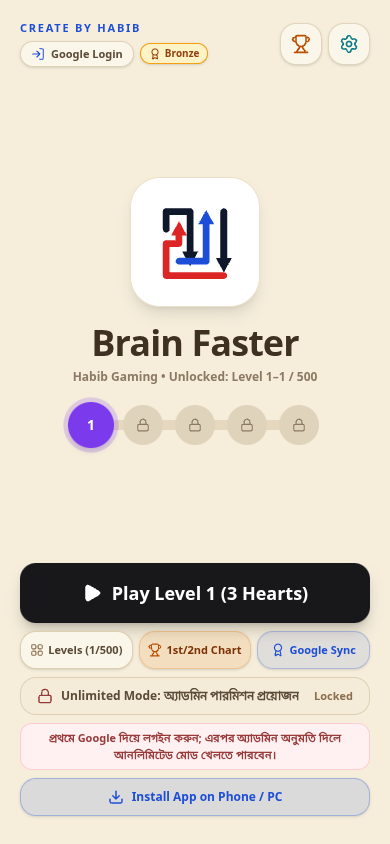 CREATE BY HABIB
Google Login
Bronze
Brain Faster
Habib Gaming • Unlocked: Level 1–1 / 500
1
Play Level 1 (3 Hearts)
Levels (1/500)
1st/2nd Chart
Google Sync
Unlimited Mode: অ্যাডমিন পারমিশন প্রয়োজন
Locked
প্রথমে Google দিয়ে লগইন করুন; এরপর অ্যাডমিন অনুমতি দিলে
আনলিমিটেড মোড খেলতে পারবেন।
Install App on Phone / PC